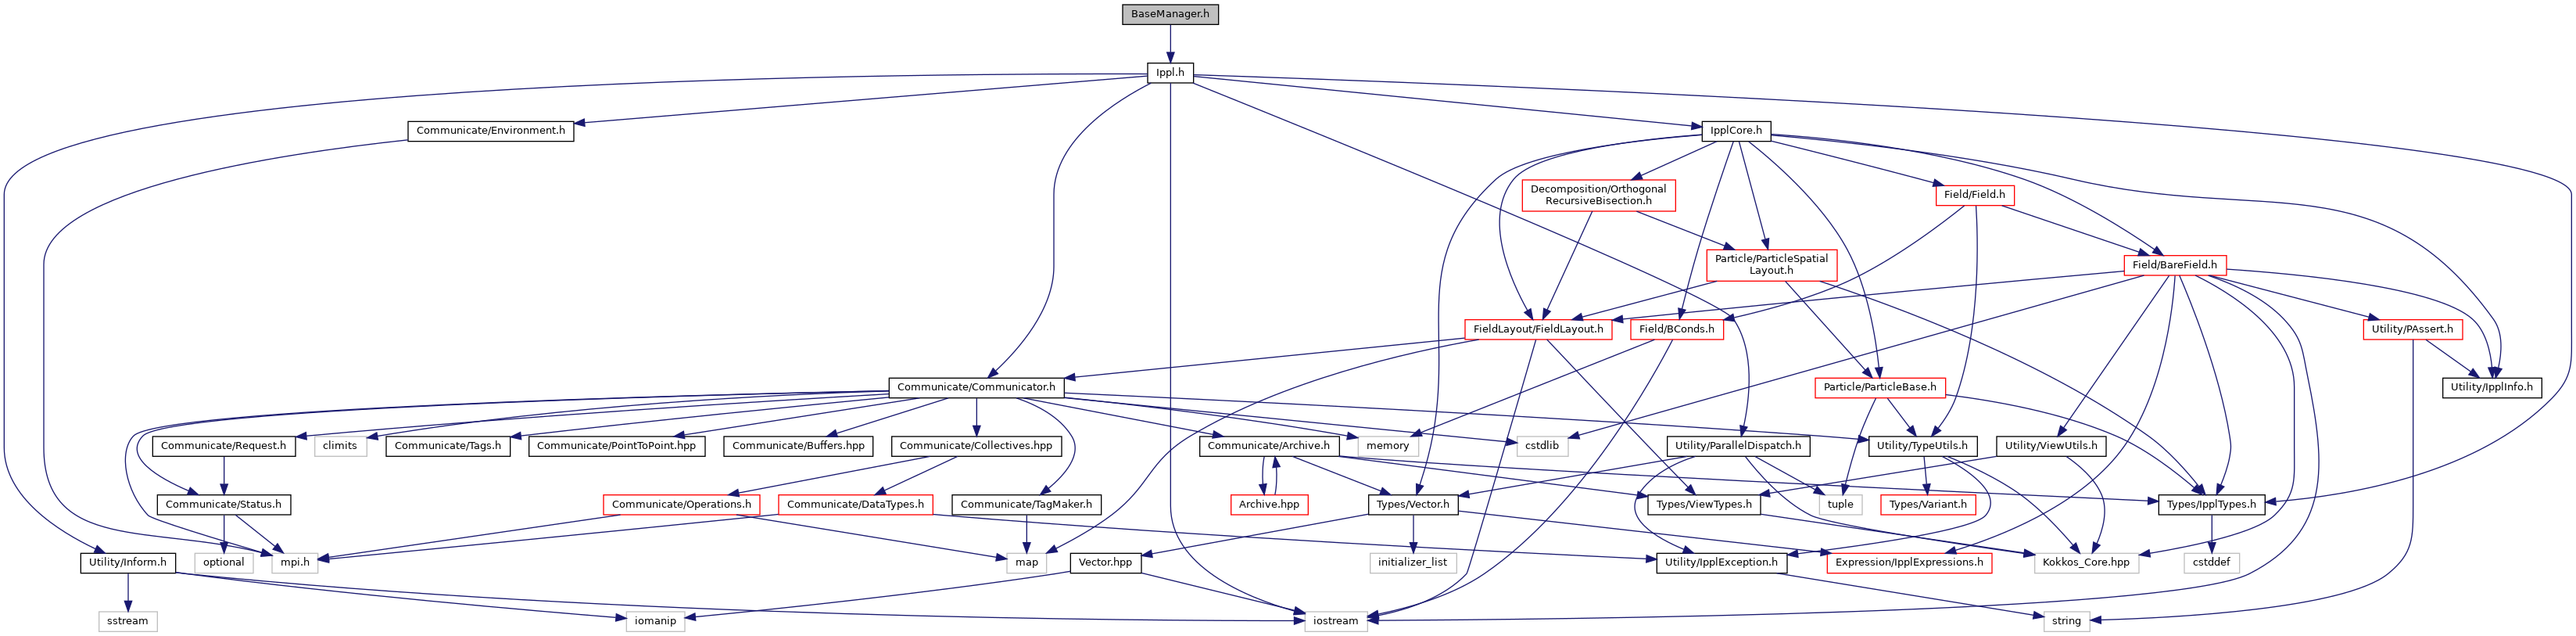 BaseManager.h
Ippl.h
Communicate/Environment.h
IpplCore.h
Decomposition/Orthogonal
RecursiveBisection.h
Field/Field.h
Particle/ParticleSpatial
Layout.h
Field/BareField.h
FieldLayout/FieldLayout.h
Field/BConds.h
Utility/PAssert.h
Communicate/Communicator.h
Particle/ParticleBase.h
Utility/IpplInfo.h
Communicate/Request.h
climits
Communicate/Tags.h
Communicate/PointToPoint.hpp
Communicate/Buffers.hpp
Communicate/Collectives.hpp
Communicate/Archive.h
memory
cstdlib
Utility/ParallelDispatch.h
Utility/TypeUtils.h
Utility/ViewUtils.h
Communicate/Status.h
Communicate/Operations.h
Communicate/DataTypes.h
Communicate/TagMaker.h
Archive.hpp
Types/Vector.h
Types/ViewTypes.h
tuple
Types/Variant.h
Types/IpplTypes.h
Utility/Inform.h
optional
mpi.h
map
Vector.hpp
initializer_list
Utility/IpplException.h
Expression/IpplExpressions.h
Kokkos_Core.hpp
cstddef
sstream
iomanip
iostream
string